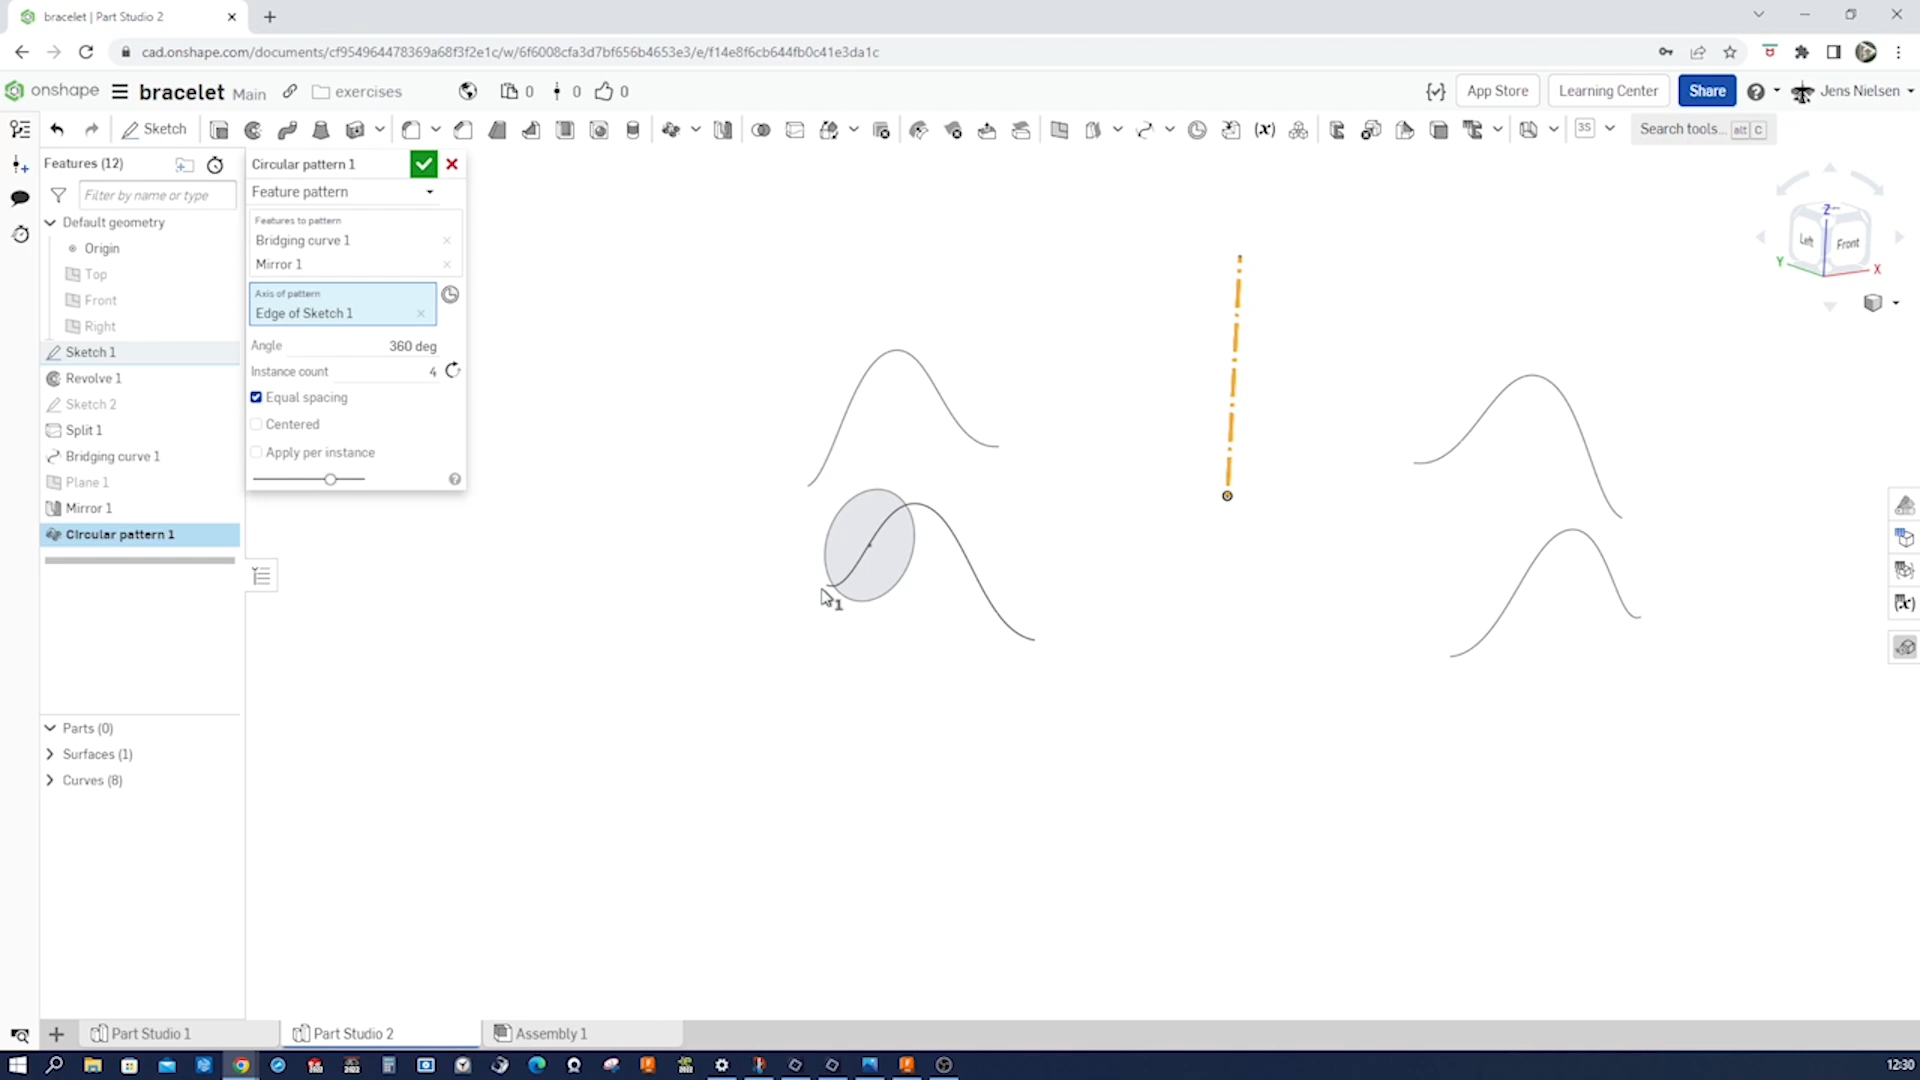 bracelet | Part Studio 2
cad.onshape.com/documents/cf954964478369a68f3f2e1c/w/6f6008cfa3d7bf656b4653e3/e/f14e8f6cb644fb0c41e3da1c
onshape bracelet Main exercises 0 0 0 App Store Learning Center Share Jens Nielsen
Sketch (x) 3S Search tools... alt C
Features (12)
Filter by name or type
Default geometry
Origin
Top
Front
Right
Sketch 1
Revolve 1
Sketch 2
Split 1
Bridging curve 1
Plane 1
Mirror 1
Circular pattern 1
Parts (0)
Surfaces (1)
Curves (8)
Circular pattern 1
Feature pattern
Features to pattern
Bridging curve 1
Mirror 1
Axis of pattern
Edge of Sketch 1
Angle 360 deg
Instance count 4
Equal spacing
Centered
Apply per instance
1
Z
Left Front
Y X
(x)
Part Studio 1 Part Studio 2 Assembly 1
12:30